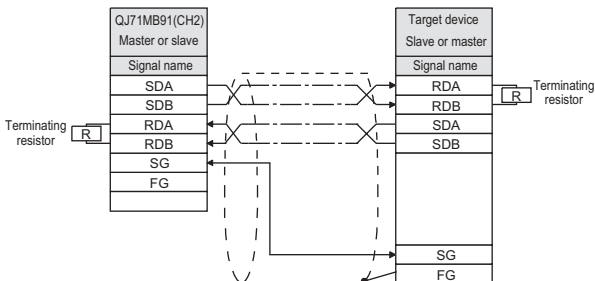 QJ71MB91(CH2)
Master or slave
Signal name
SDA
SDB
RDA
RDB
SG
FG
Terminating
resistor
R
Target device
Slave or master
Signal name
RDA
RDB
SDA
SDB
SG
FG
R
Terminating
resistor